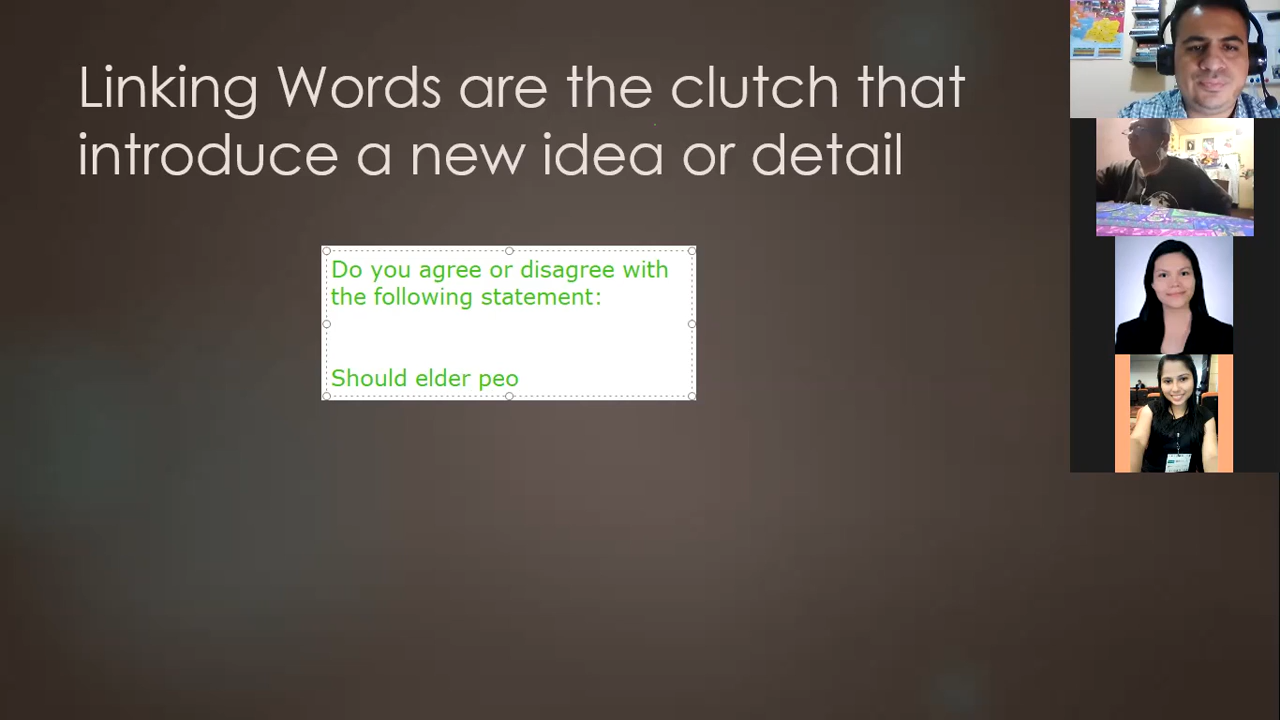 Linking Words are the clutch that
introduce a new idea or detail
Do you agree or disagree with
the following statement:
Should elder peo